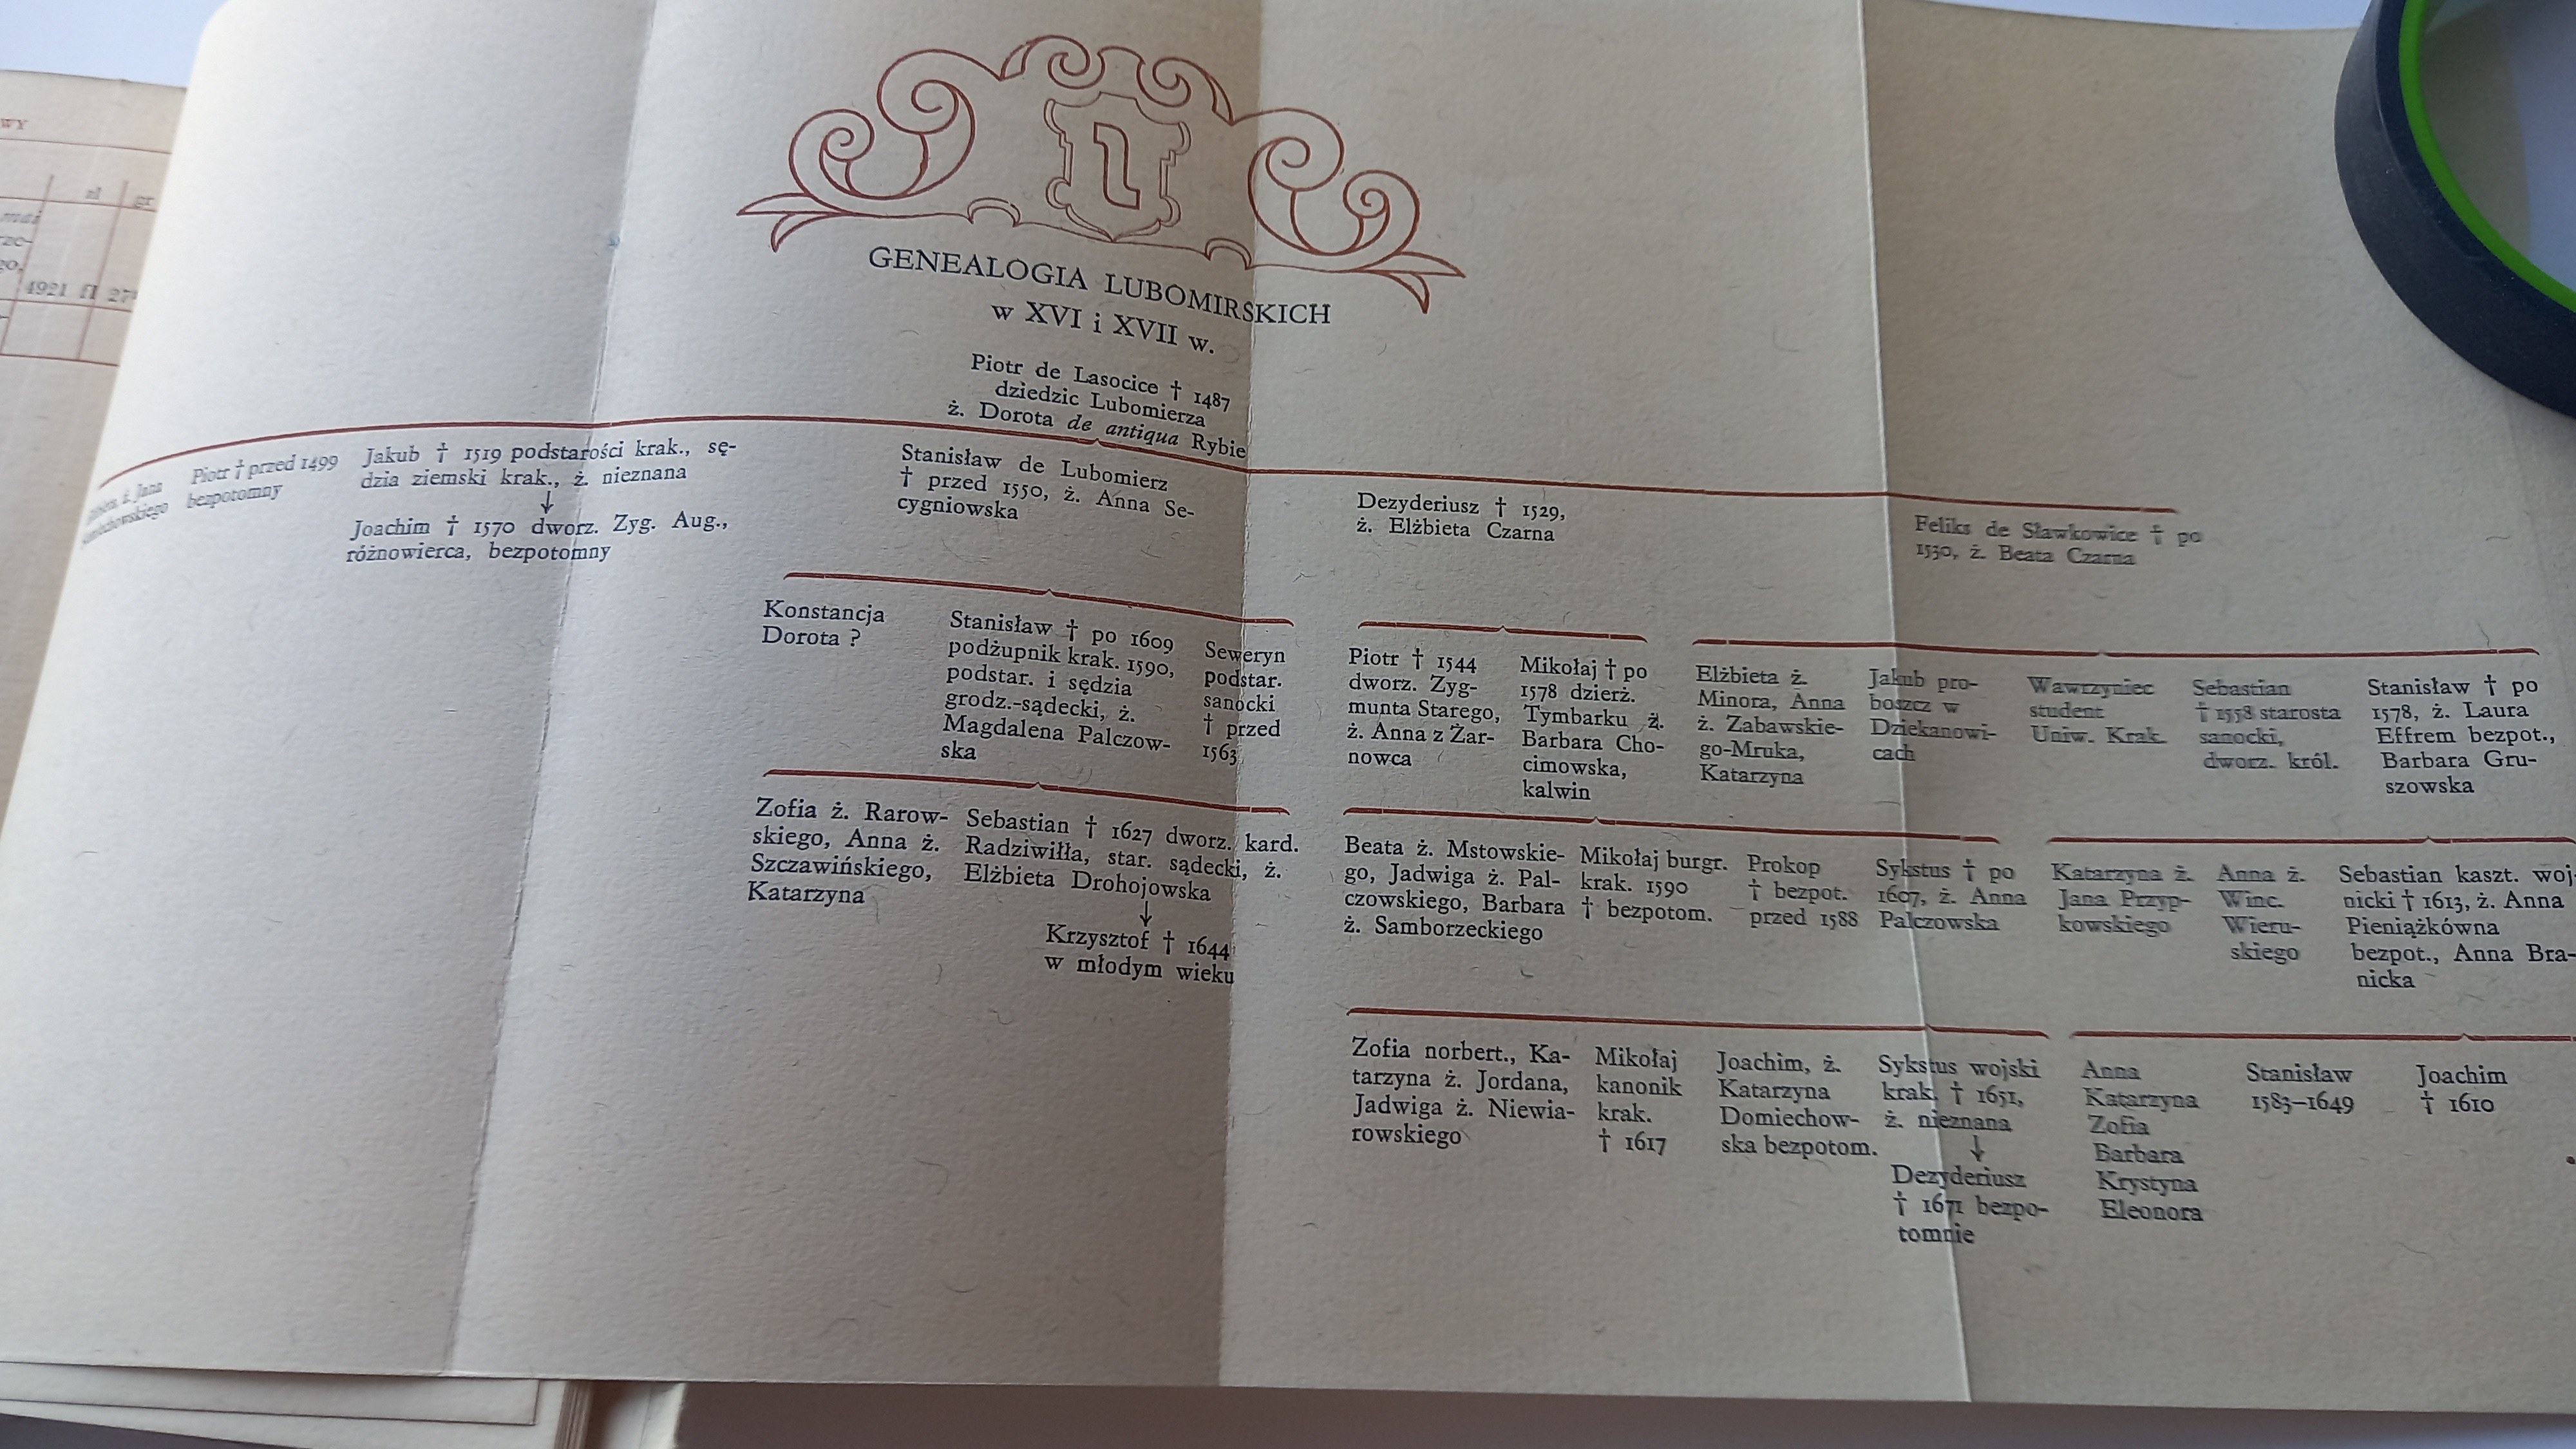 WY
zł gr
4921
GENEALOGIA LUBOMIRSKICH
w XVI i XVII w.
Piotr de Lasocice † 1487
dziedzic Lubomierza
ż. Dorota de antiqua Rybie
ż. Jana
Piotr † przed 1499
bezpotomny
Jakub † 1519 podstarości krak., sę-
dzia ziemski krak., ż. nieznana
↓
Joachim † 1570 dworz. Zyg. Aug.,
różnowierca, bezpotomny
Stanisław de Lubomierz
† przed 1550, ż. Anna Se-
cygniowska
Dezyderiusz † 1529,
ż. Elżbieta Czarna
Feliks de Sławkowice † po
1530, ż. Beata Czarna
Konstancja
Dorota ?
Stanisław † po 1609
podżupnik krak. 1590,
podstar. i sędzia
grodz.-sądecki, ż.
Magdalena Palczow-
ska
Seweryn
podstar.
sanocki
† przed
1563
Piotr † 1544
dworz. Zyg-
munta Starego,
ż. Anna z Żar-
nowca
Mikołaj † po
1578 dzierż.
Tymbarku ż.
Barbara Cho-
cimowska,
kalwin
Elżbieta ż.
Minora, Anna
ż. Zabawskie-
go-Mruka,
Katarzyna
Jakub pro-
boszcz w
Dziekanowi-
cach
Wawrzyniec
student
Uniw. Krak.
Sebastian
† 1558 starosta
sanocki,
dworz. król.
Stanisław † po
1578, ż. Laura
Effrem bezpot.,
Barbara Gru-
szowska
Zofia ż. Rarow-
skiego, Anna ż.
Szczawińskiego,
Katarzyna
Sebastian † 1627 dworz. kard.
Radziwiłła, star. sądecki, ż.
Elżbieta Drohojowska
↓
Krzysztof † 1644
w młodym wieku
Beata ż. Mstowskie-
go, Jadwiga ż. Pal-
czowskiego, Barbara
ż. Samborzeckiego
Mikołaj burgr.
krak. 1590
† bezpotom.
Prokop
† bezpot.
przed 1588
Sykstus † po
1607, ż. Anna
Palczowska
Katarzyna ż.
Jana Przyp-
kowskiego
Anna ż.
Winc.
Wieru-
skiego
Sebastian kaszt. woj-
nicki † 1613, ż. Anna
Pieniążkówna
bezpot., Anna Bra-
nicka
Zofia norbert., Ka-
tarzyna ż. Jordana,
Jadwiga ż. Niewia-
rowskiego
Mikołaj
kanonik
krak.
† 1617
Joachim, ż.
Katarzyna
Domiechow-
ska bezpotom.
Sykstus wojski
krak. † 1651,
ż. nieznana
↓
Dezyderiusz
† 1671 bezpo-
tomnie
Anna
Katarzyna
Zofia
Barbara
Krystyna
Eleonora
Stanisław
1583–1649
Joachim
† 1610